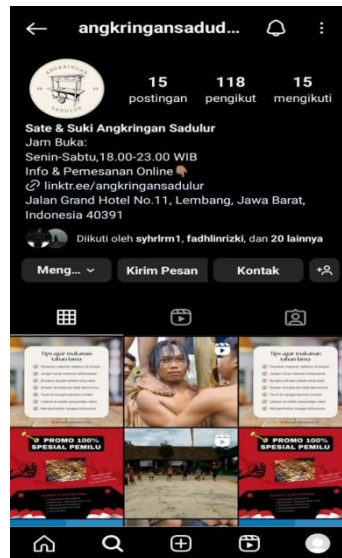 angkringansadud...
ANGKRINGAN
SADULUR
15
postingan
118
pengikut
15
mengikuti
Sate & Suki Angkringan Sadulur
Jam Buka:
Senin-Sabtu,18.00-23.00 WIB
Info & Pemesanan Online
linktr.ee/angkringansadulur
Jalan Grand Hotel No.11, Lembang, Jawa Barat,
Indonesia 40391
Diikuti oleh syhrlrm1, fadhlinrizki, dan 20 lainnya
Meng...
Kirim Pesan
Kontak
Tips agar makanan
tahan lama
Tips agar makanan
tahan lama
PROMO 100%
SPESIAL PEMILU
PROMO 100%
SPESIAL PEMILU